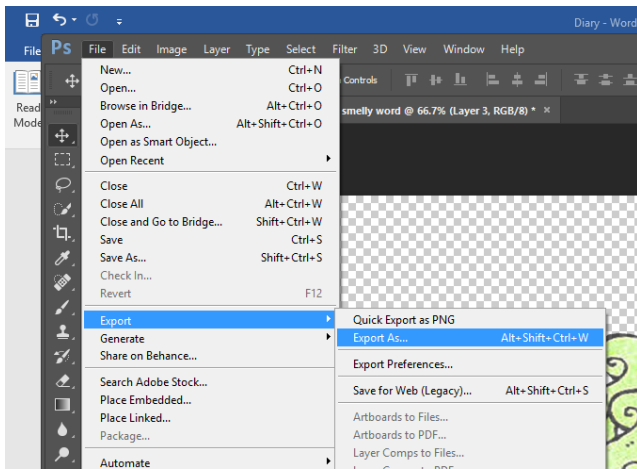 Diary - Word
File
Read
Mode
Ps File Edit Image Layer Type Select Filter 3D View Window Help
Controls
smelly word @ 66.7% (Layer 3, RGB/8) * ×
New... Ctrl+N
Open... Ctrl+O
Browse in Bridge... Alt+Ctrl+O
Open As... Alt+Shift+Ctrl+O
Open as Smart Object...
Open Recent
Close Ctrl+W
Close All Alt+Ctrl+W
Close and Go to Bridge... Shift+Ctrl+W
Save Ctrl+S
Save As... Shift+Ctrl+S
Check In...
Revert F12
Export
Generate
Share on Behance...
Search Adobe Stock...
Place Embedded...
Place Linked...
Package...
Automate
Quick Export as PNG
Export As... Alt+Shift+Ctrl+W
Export Preferences...
Save for Web (Legacy)... Alt+Shift+Ctrl+S
Artboards to Files...
Artboards to PDF...
Layer Comps to Files...